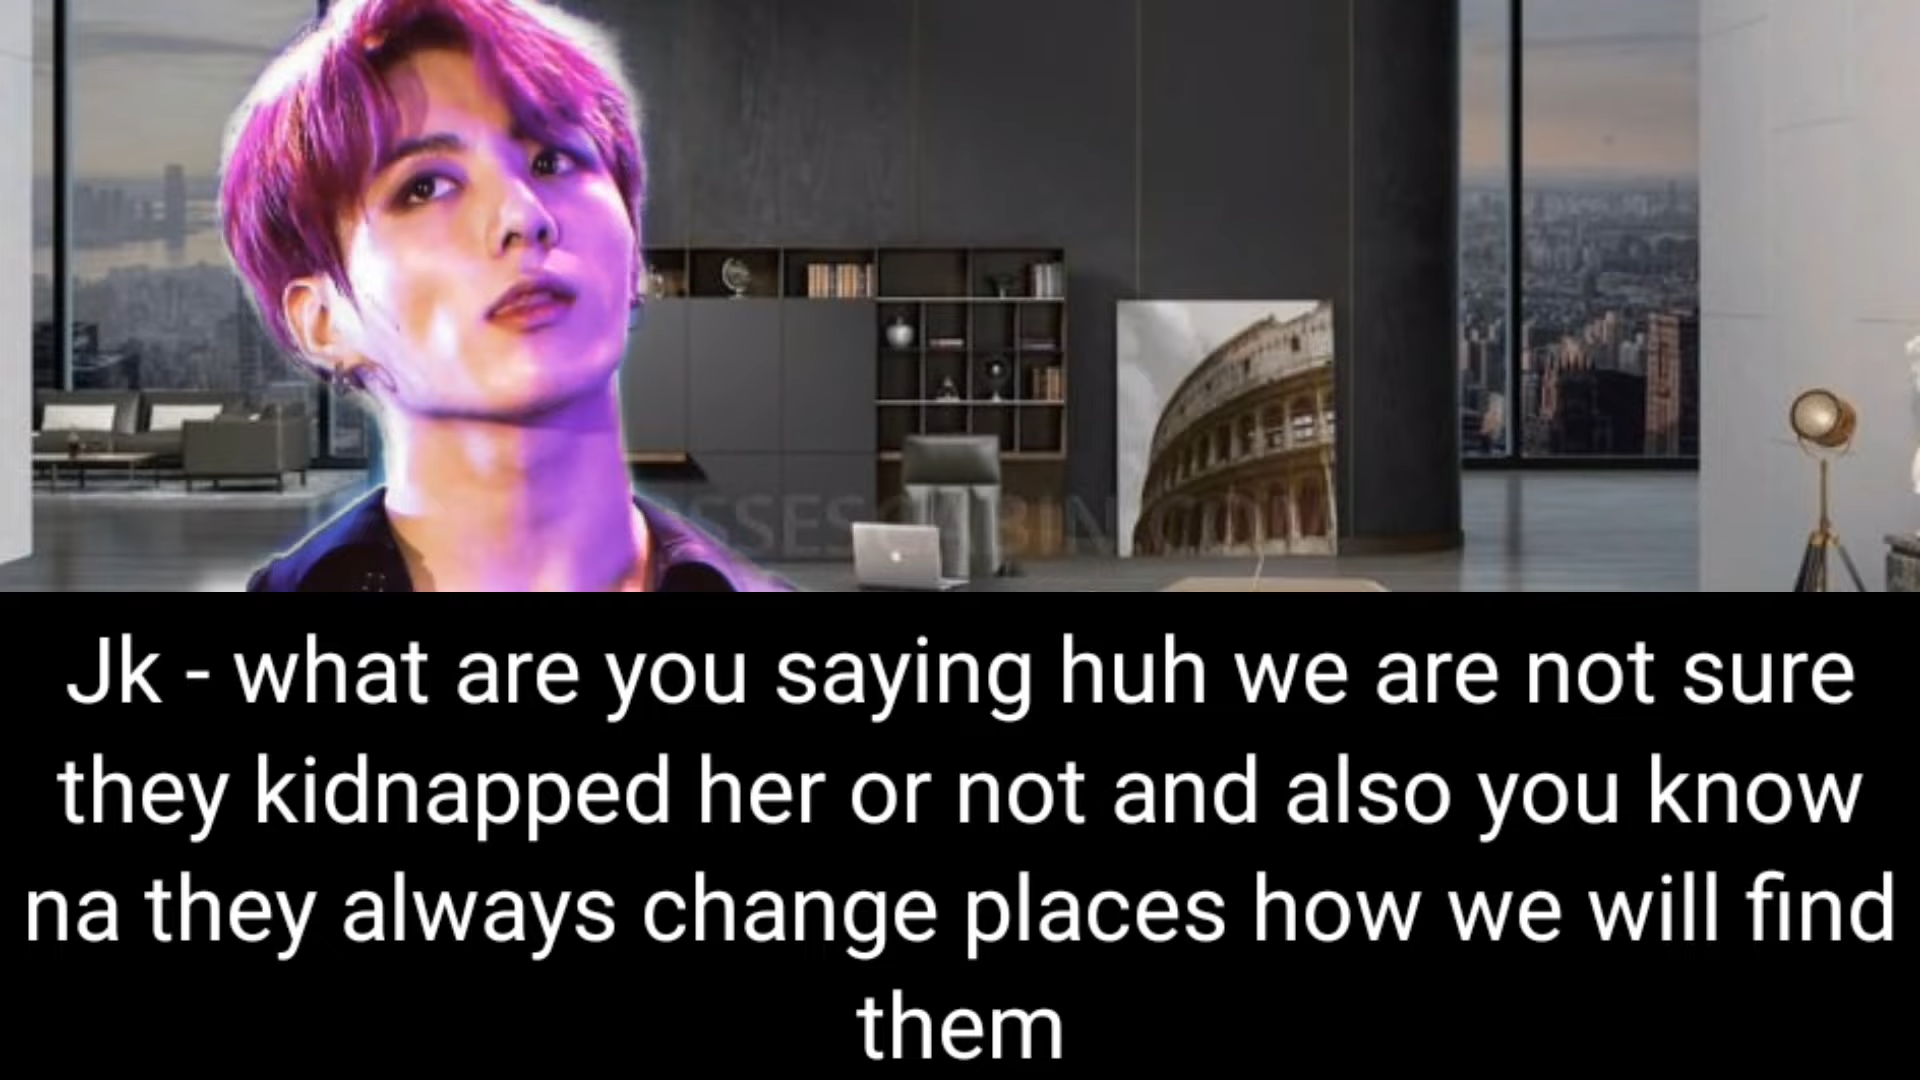 Jk - what are you saying huh we are not sure
they kidnapped her or not and also you know
na they always change places how we will find
them